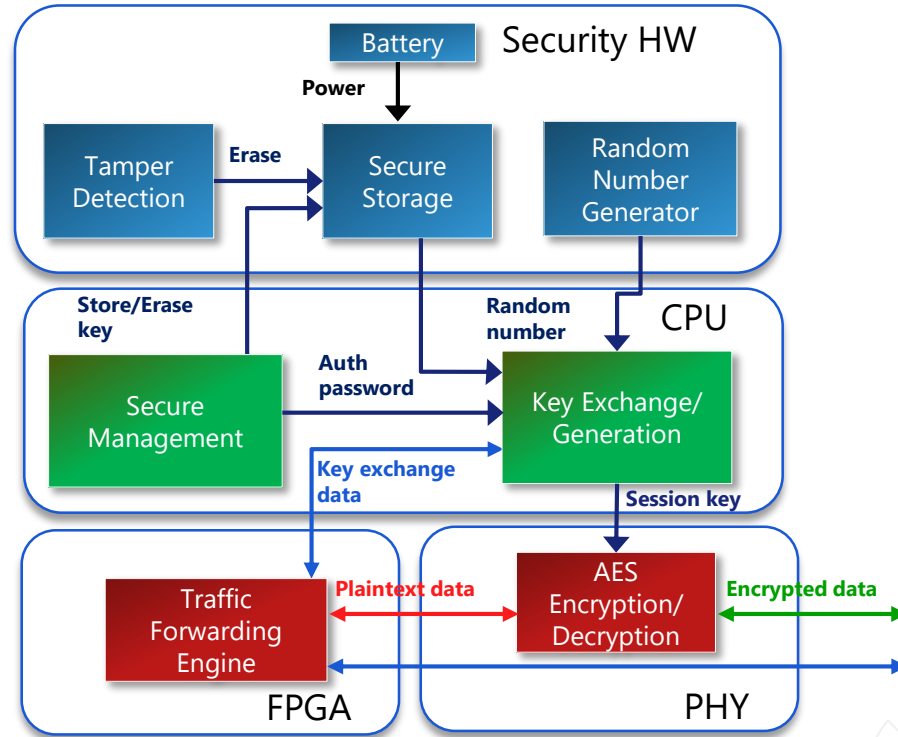 Security HW
Battery
Power
Tamper
Detection
Erase
Secure
Storage
Random
Number
Generator
Store/Erase
key
Random
number
CPU
Secure
Management
Auth
password
Key Exchange/
Generation
Key exchange
data
Session key
Traffic
Forwarding
Engine
Plaintext data
AES
Encryption/
Decryption
Encrypted data
FPGA
PHY